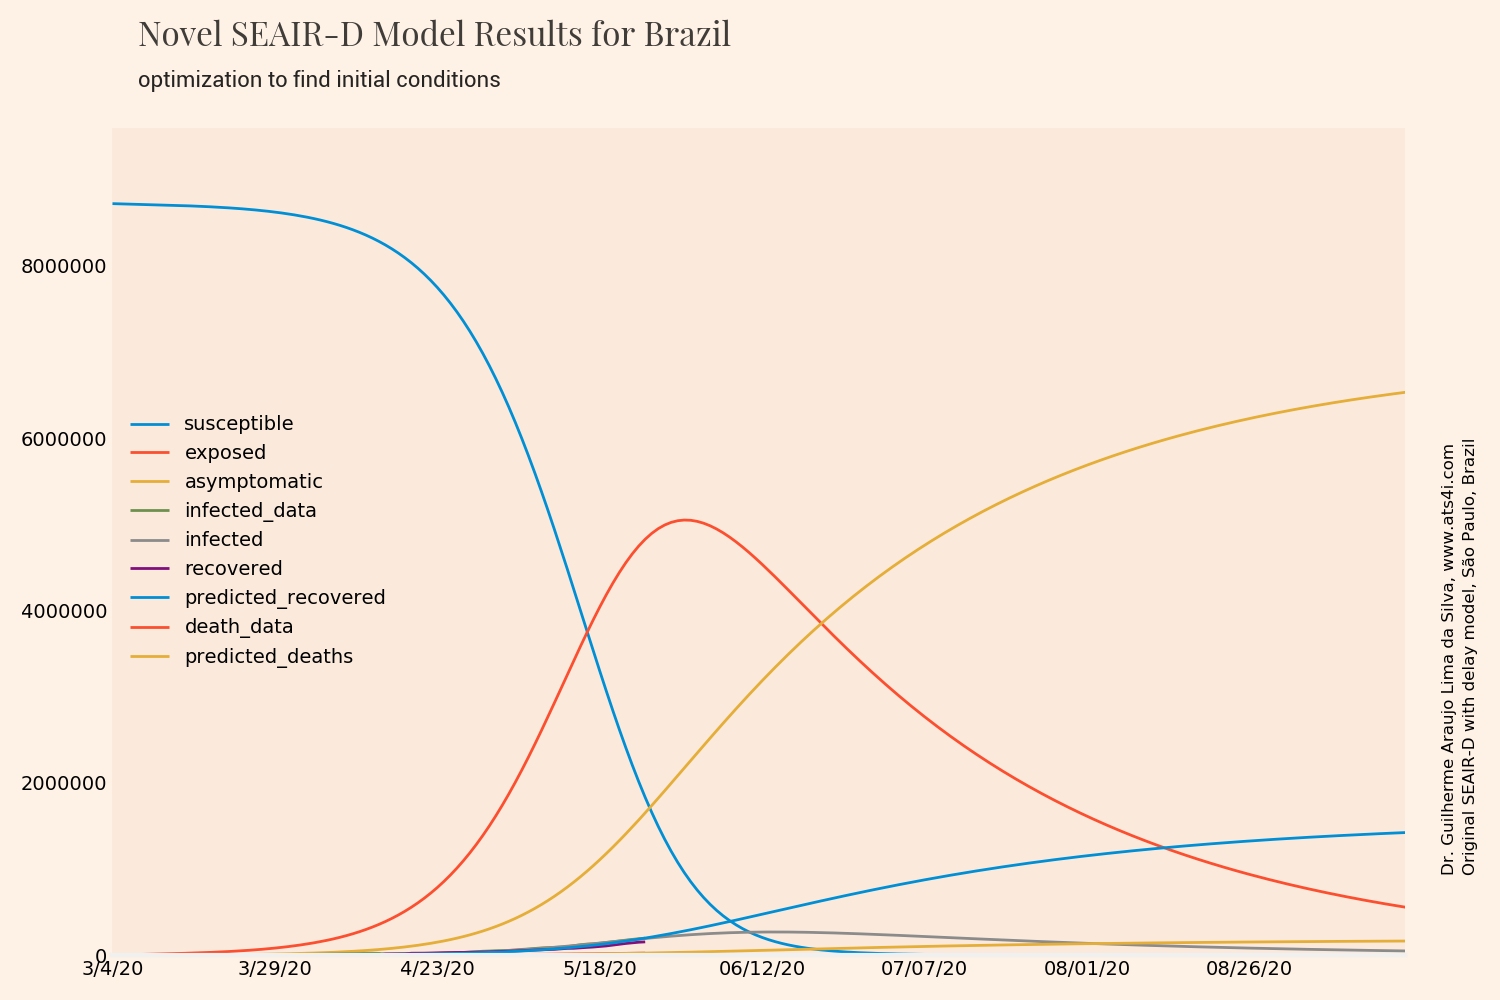 Novel SEAIR-D Model Results for Brazil
optimization to find initial conditions
8000000
6000000
4000000
2000000
0
susceptible
exposed
asymptomatic
infected_data
infected
recovered
predicted_recovered
death_data
predicted_deaths
3/4/20
3/29/20
4/23/20
5/18/20
06/12/20
07/07/20
08/01/20
08/26/20
Dr. Guilherme Araujo Lima da Silva, www.ats4i.com
Original SEAIR-D with delay model, São Paulo, Brazil